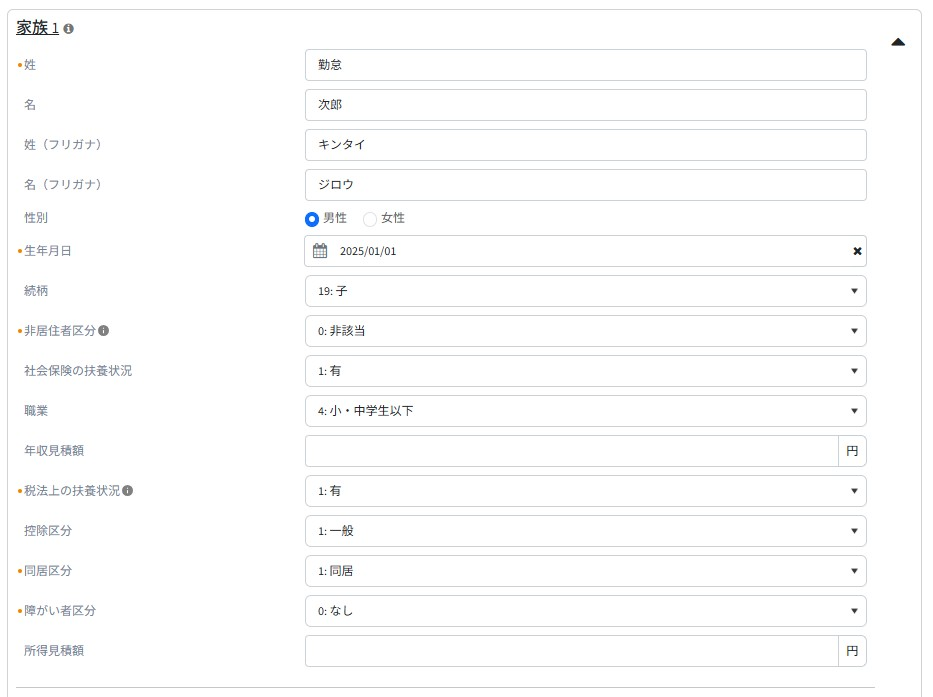 家族 1
姓
勤怠
名
次郎
姓（フリガナ）
キンタイ
名（フリガナ）
ジロウ
性別
男性 女性
生年月日
2025/01/01
続柄
19: 子
非居住者区分
0: 非該当
社会保険の扶養状況
1: 有
職業
4: 小・中学生以下
年収見積額
円
税法上の扶養状況
1: 有
控除区分
1: 一般
同居区分
1: 同居
障がい者区分
0: なし
所得見積額
円